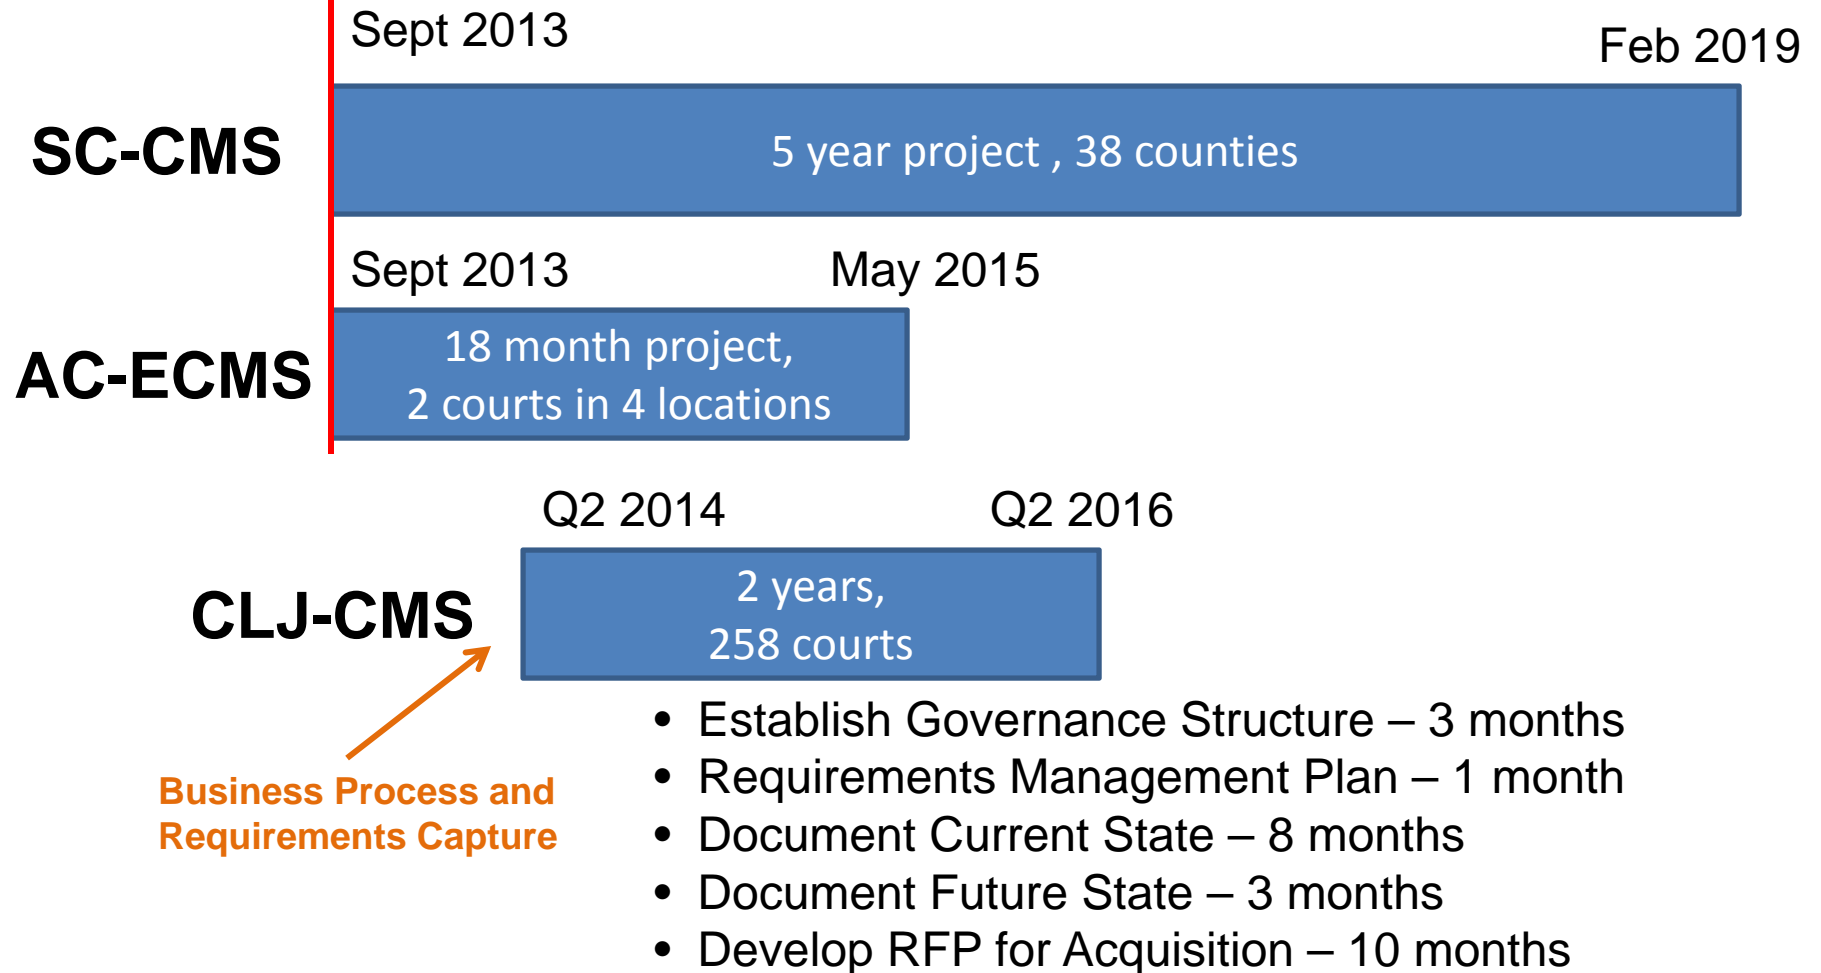 Sept 2013
Feb 2019
SC-CMS
5 year project , 38 counties
Sept 2013
May 2015
AC-ECMS
18 month project,
2 courts in 4 locations
Q2 2014
Q2 2016
CLJ-CMS
2 years,
258 courts
Business Process and
Requirements Capture
• Establish Governance Structure – 3 months
• Requirements Management Plan – 1 month
• Document Current State – 8 months
• Document Future State – 3 months
• Develop RFP for Acquisition – 10 months